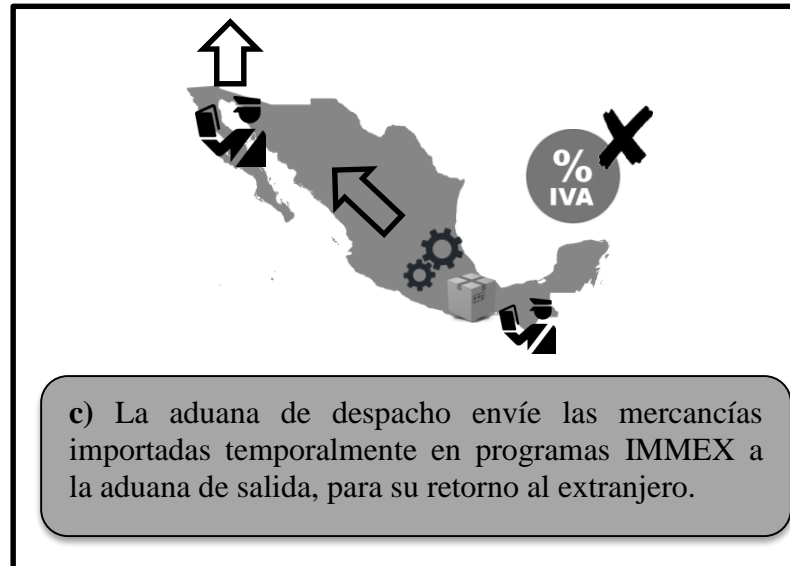 %
IVA
c) La aduana de despacho envíe las mercancías
importadas temporalmente en programas IMMEX a
la aduana de salida, para su retorno al extranjero.